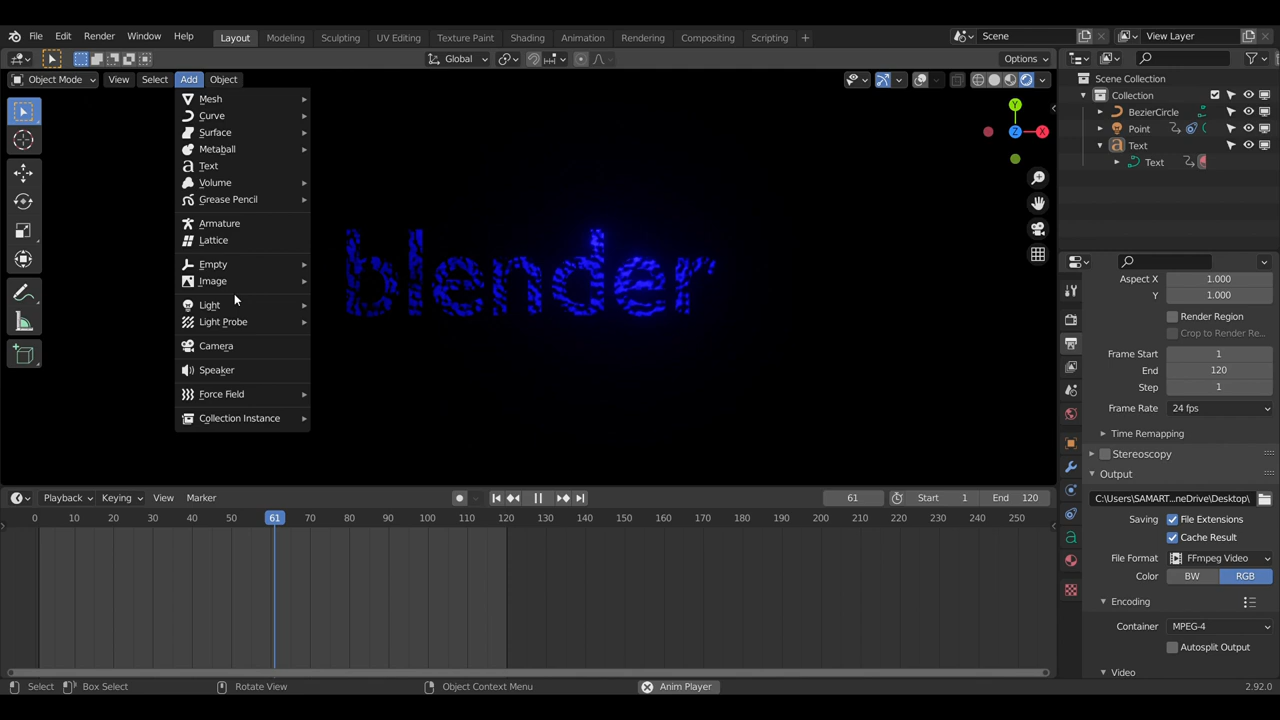 File Edit Render Window Help Layout Modeling Sculpting UV Editing Texture Paint Shading Animation Rendering Compositing Scripting + Scene View Layer
Global Options
Object Mode View Select Add Object
Mesh
Curve
Surface
Metaball
Text
Volume
Grease Pencil
Armature
Lattice
Empty
Image
Light
Light Probe
Camera
Speaker
Force Field
Collection Instance
blender
Y
Z X
Scene Collection
Collection
BezierCircle
Point
Text
Text
Aspect X 1.000
Y 1.000
Render Region
Crop to Render Re...
Frame Start 1
End 120
Step 1
Frame Rate 24 fps
Time Remapping
Stereoscopy
Output
C:\Users\SAMART...neDrive\Desktop\
Saving File Extensions
Cache Result
File Format FFmpeg Video
Color BW RGB
Encoding
Container MPEG-4
Autosplit Output
Video
Playback Keying View Marker 61 Start 1 End 120
0 10 20 30 40 50 61 70 80 90 100 110 120 130 140 150 160 170 180 190 200 210 220 230 240 250
Select Box Select Rotate View Object Context Menu Anim Player 2.92.0